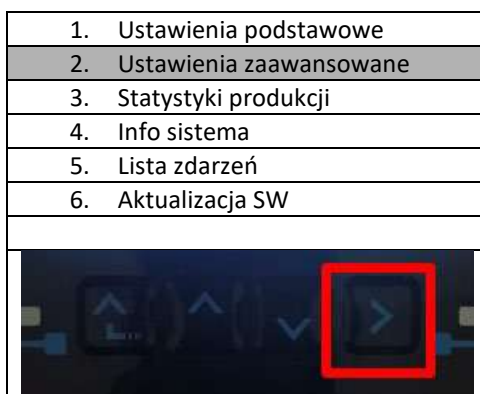 1. Ustawienia podstawowe
2. Ustawienia zaawansowane
3. Statystyki produkcji
4. Info sistema
5. Lista zdarzeń
6. Aktualizacja SW